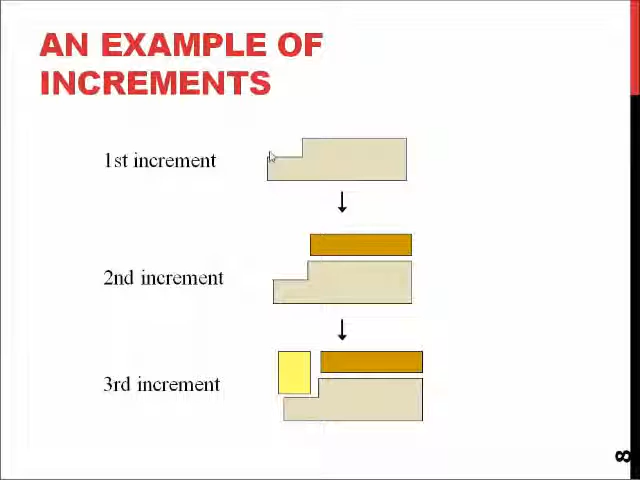 AN EXAMPLE OF
INCREMENTS
1st increment
2nd increment
3rd increment
8